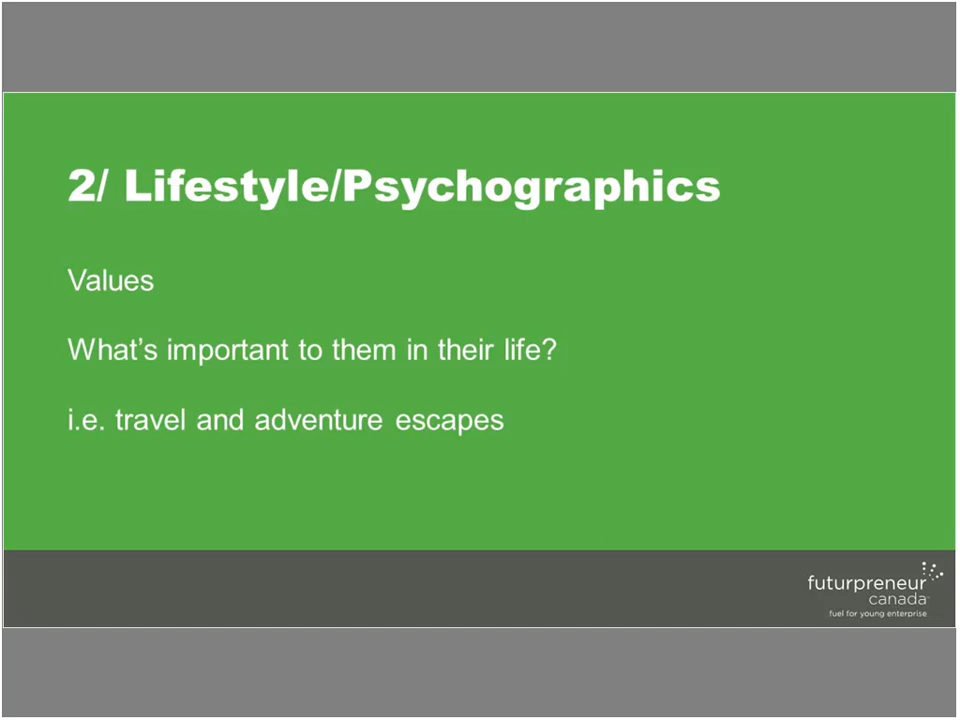 2/ Lifestyle/Psychographics
Values
What's important to them in their life?
i.e. travel and adventure escapes
futurpreneur
canada
fuel for young enterprise